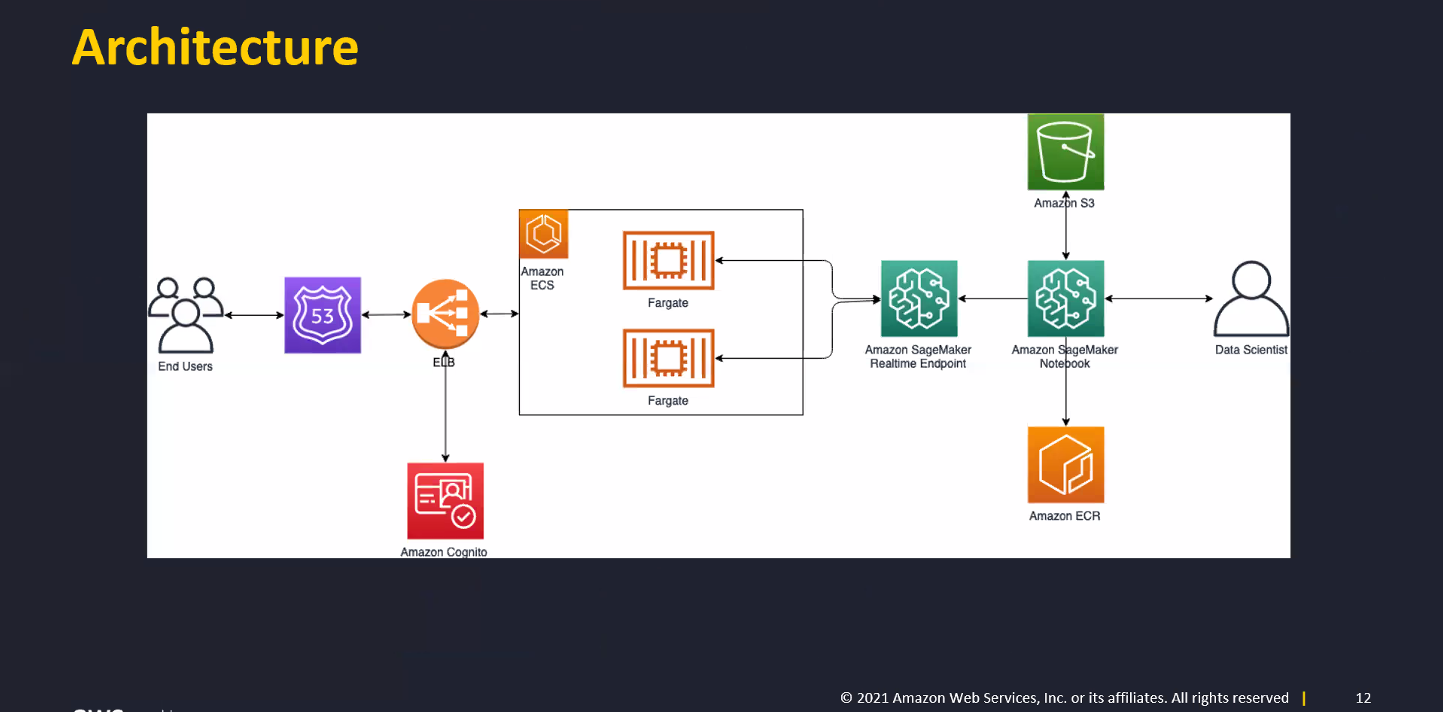 Architecture
Amazon S3
Amazon
ECS
Fargate
53
End Users
ELB
Fargate
Amazon SageMaker
Realtime Endpoint
Amazon SageMaker
Notebook
Data Scientist
Amazon Cognito
Amazon ECR
© 2021 Amazon Web Services, Inc. or its affiliates. All rights reserved |
12